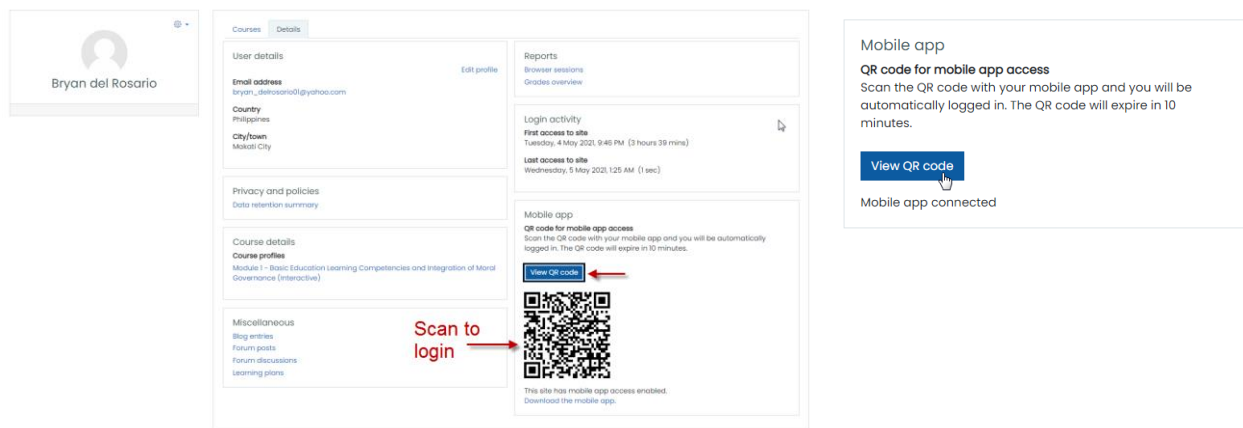 Bryan del Rosario
Courses Details
User details
Edit profile
Email address
bryan_delrosario01@yahoo.com
Country
Philippines
City/town
Makati City
Privacy and policies
Data retention summary
Course details
Course profiles
Module 1 - Basic Education Learning Competencies and Integration of Moral
Governance (Interactive)
Miscellaneous
Blog entries
Forum posts
Forum discussions
Learning plans
Reports
Browser sessions
Grades overview
Login activity
First access to site
Tuesday, 4 May 2021, 9:46 PM (3 hours 39 mins)
Last access to site
Wednesday, 5 May 2021, 1:25 AM (1 sec)
Mobile app
QR code for mobile app access
Scan the QR code with your mobile app and you will be automatically
logged in. The QR code will expire in 10 minutes.
View QR code
Scan to
login
This site has mobile app access enabled.
Download the mobile app.
Mobile app
QR code for mobile app access
Scan the QR code with your mobile app and you will be
automatically logged in. The QR code will expire in 10
minutes.
View QR code
Mobile app connected